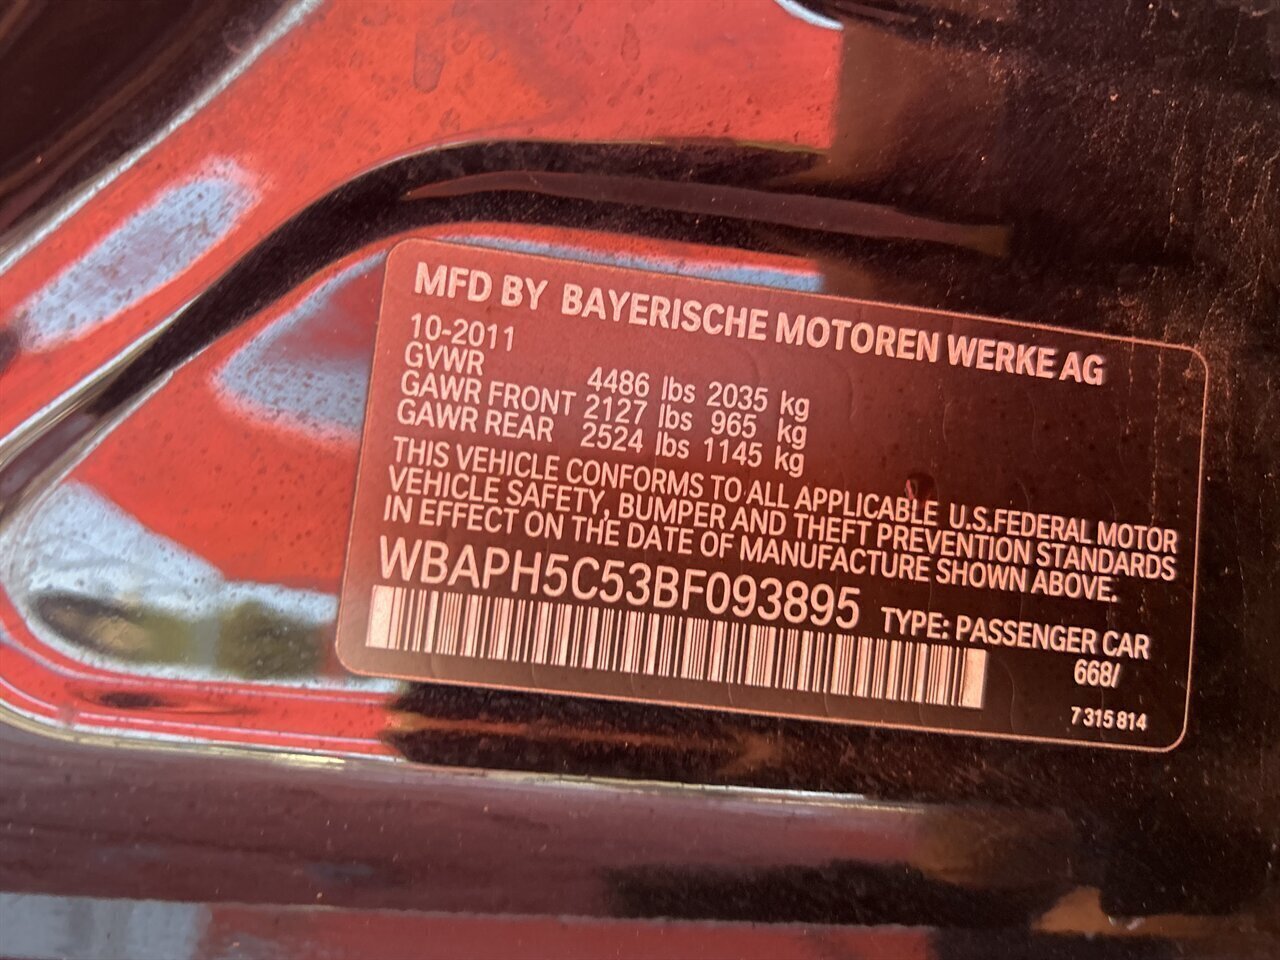 MFD BY BAYERISCHE MOTOREN WERKE AG
10-2011
GVWR 4486 lbs 2035 kg
GAWR FRONT 2127 lbs 965 kg
GAWR REAR 2524 lbs 1145 kg
THIS VEHICLE CONFORMS TO ALL APPLICABLE U.S.FEDERAL MOTOR
VEHICLE SAFETY, BUMPER AND THEFT PREVENTION STANDARDS
IN EFFECT ON THE DATE OF MANUFACTURE SHOWN ABOVE.
WBAPH5C53BF093895 TYPE: PASSENGER CAR
668/
7 315 814